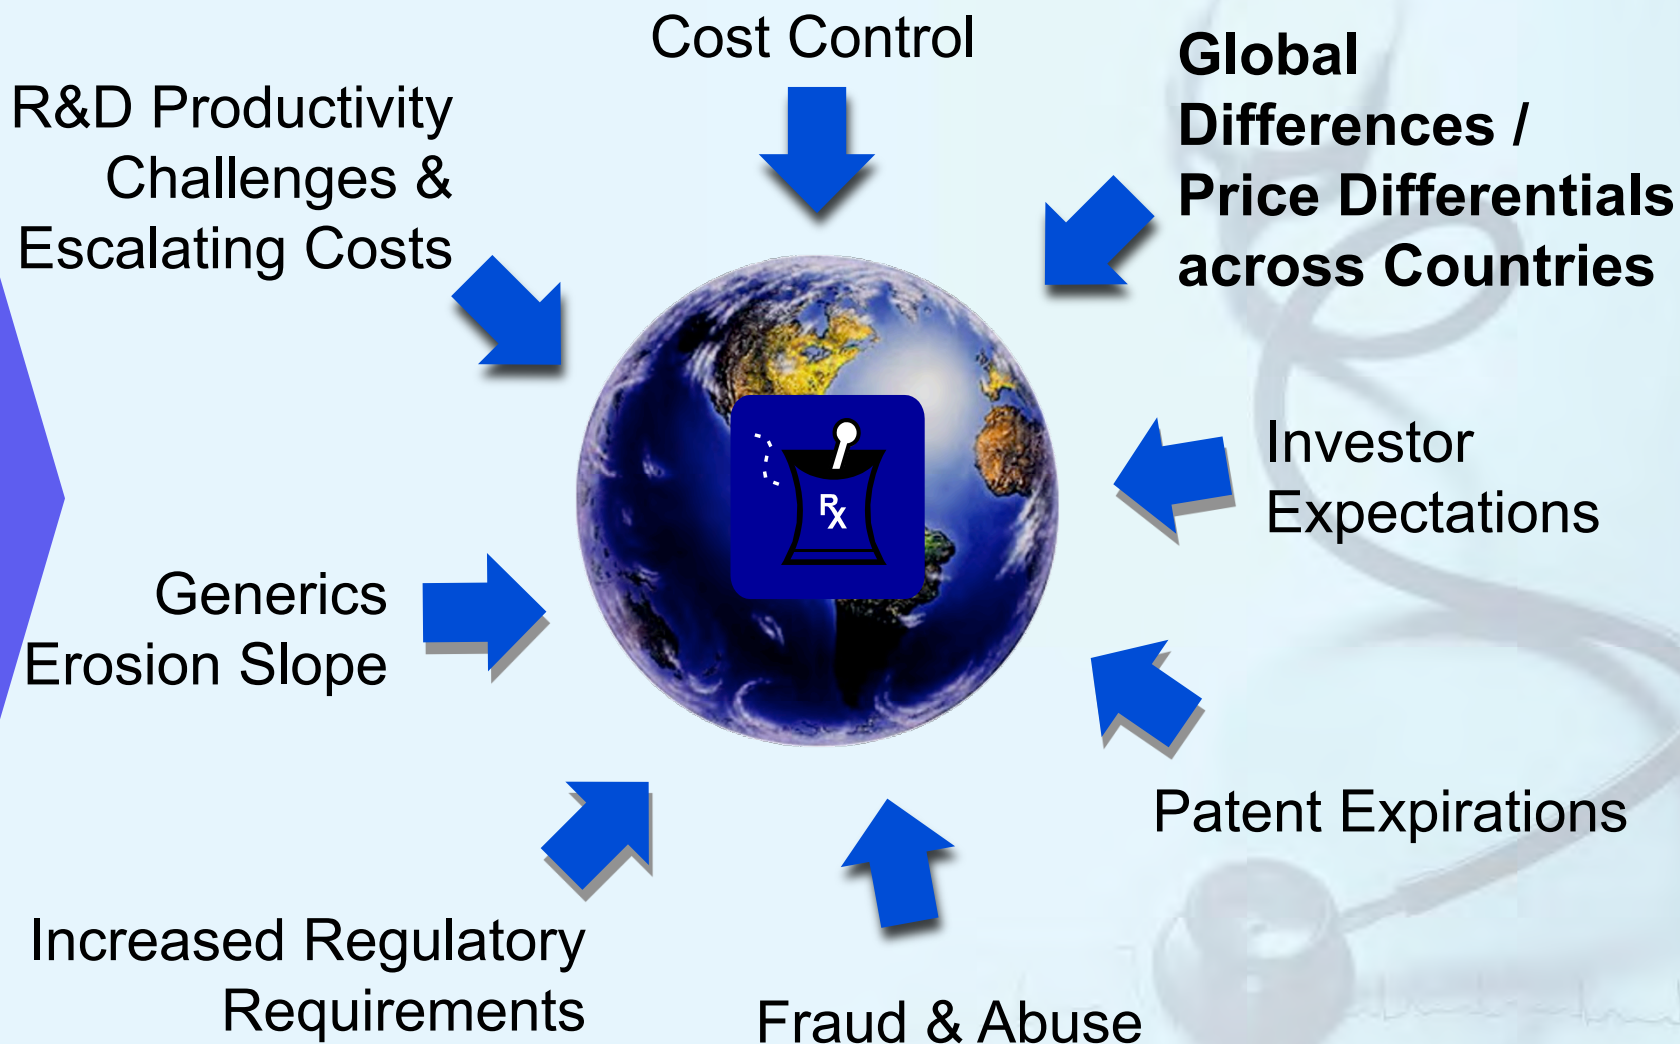 Cost Control
Global
Differences /
Price Differentials
across Countries
R&D Productivity
Challenges &
Escalating Costs
Investor
Expectations
Rx
Generics
Erosion Slope
Patent Expirations
Increased Regulatory
Requirements
Fraud & Abuse